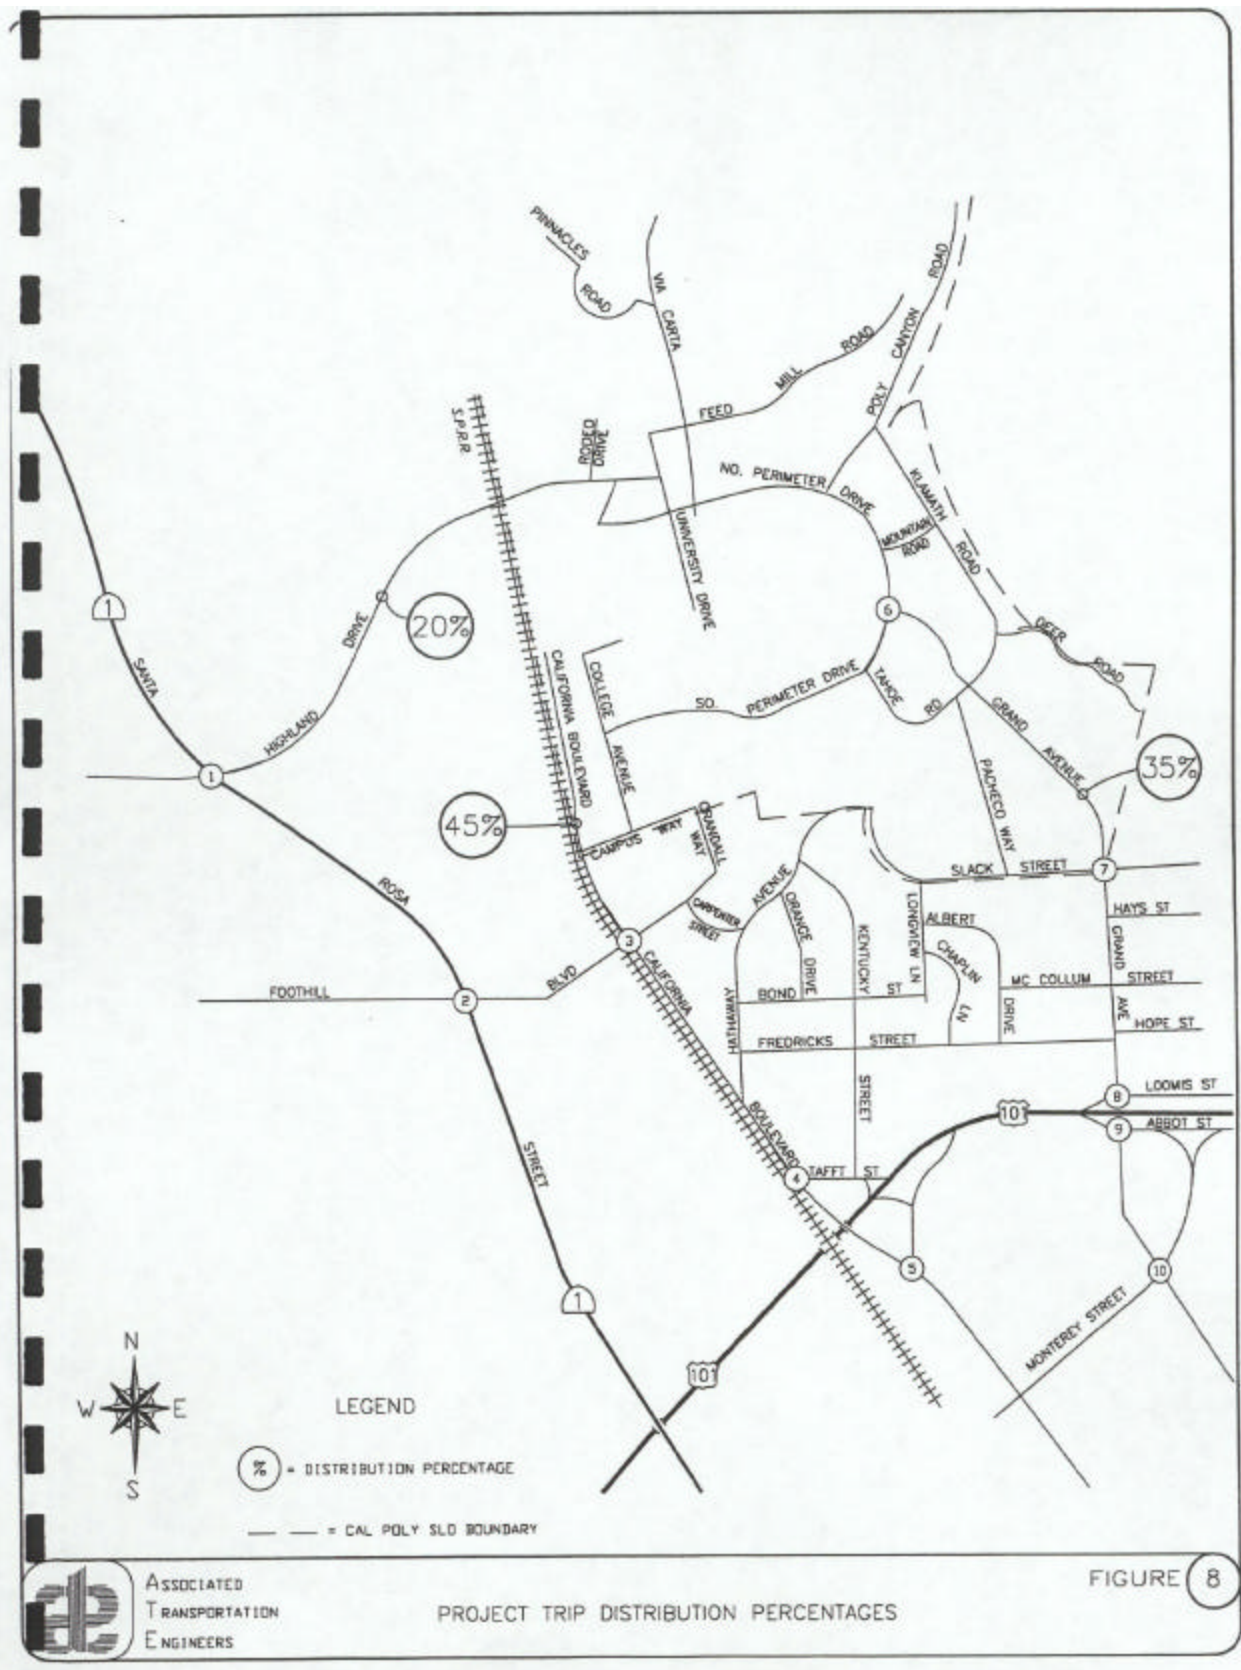 PINNACLES
ROAD
VIA CARTA
POLY CANYON ROAD
FEED MILL ROAD
S.P.R.R.
RODEO
DRIVE
NO. PERIMETER DRIVE
KLAMATH ROAD
MOUNTAIN
ROAD
UNIVERSITY DRIVE
1
SANTA
HIGHLAND DRIVE
20%
6
DEER ROAD
CALIFORNIA BOULEVARD
COLLEGE AVENUE
SO. PERIMETER DRIVE
TAHOE RD
GRAND AVENUE
35%
1
PACHECO WAY
45%
CAMPUS WAY
CRANDALL
WAY
SLACK STREET
7
ROSA
AVENUE
CARPENTER
STREET
ORANGE
DRIVE
KENTUCKY
LONGVIEW LN
ALBERT
HAYS ST
3
CHAPLIN
LN
GRAND
CALIFORNIA
FOOTHILL
2
BLVD
BOND ST
MC COLLUM STREET
DRIVE
AVE
HATHAWAY
FREDRICKS STREET
HOPE ST
STREET
8
LOOMIS ST
101
9
ABBOT ST
BOULEVARD
STREET
4
TAFFT ST
5
10
1
MONTEREY STREET
101
N
W E
S
LEGEND
% = DISTRIBUTION PERCENTAGE
= CAL POLY SLO BOUNDARY
ASSOCIATED
TRANSPORTATION
ENGINEERS
PROJECT TRIP DISTRIBUTION PERCENTAGES
FIGURE 8